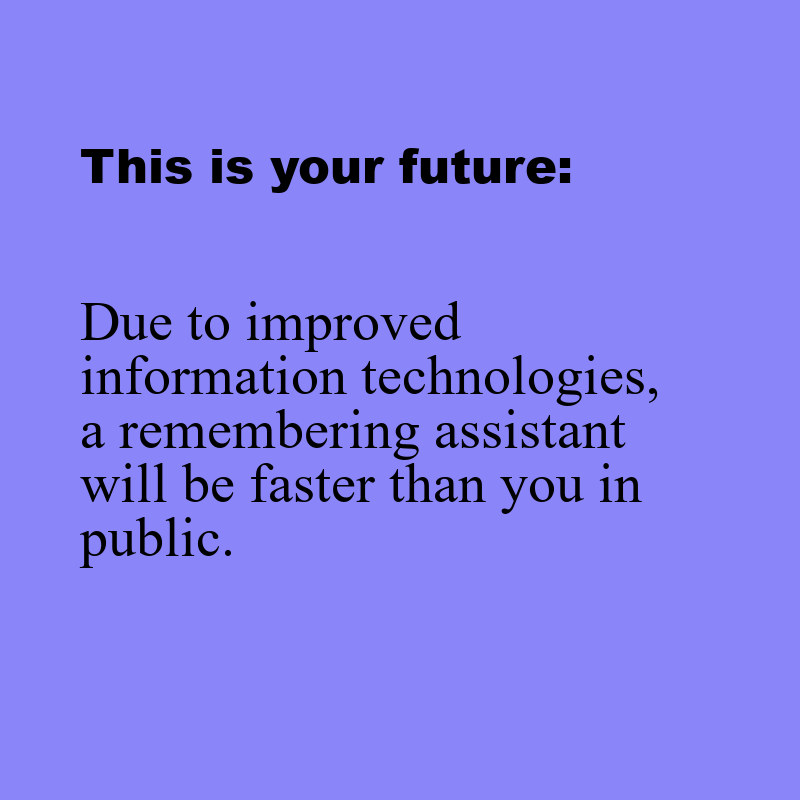 This is your future:
Due to improved
information technologies,
a remembering assistant
will be faster than you in
public.